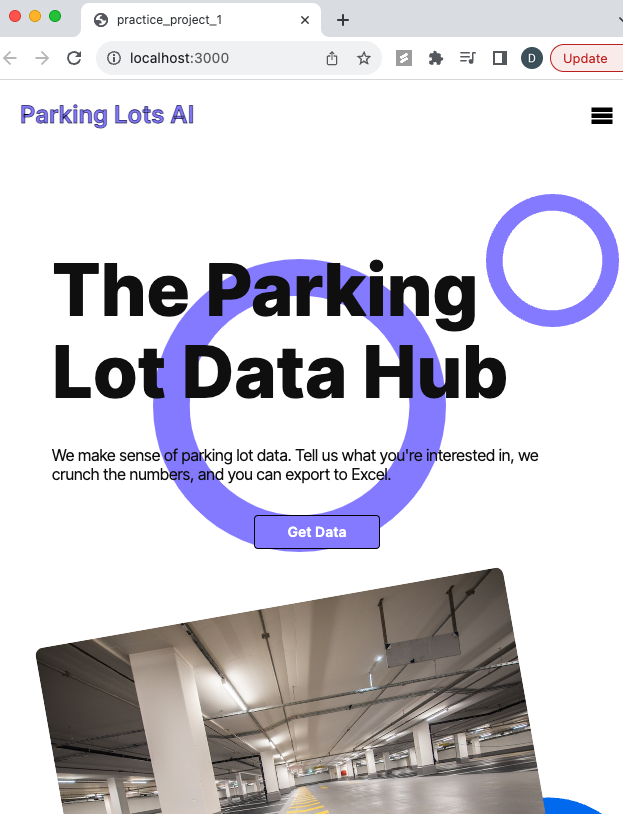 practice_project_1
localhost:3000
D
Update
Parking Lots AI
The Parking
Lot Data Hub
We make sense of parking lot data. Tell us what you're interested in, we
crunch the numbers, and you can export to Excel.
Get Data